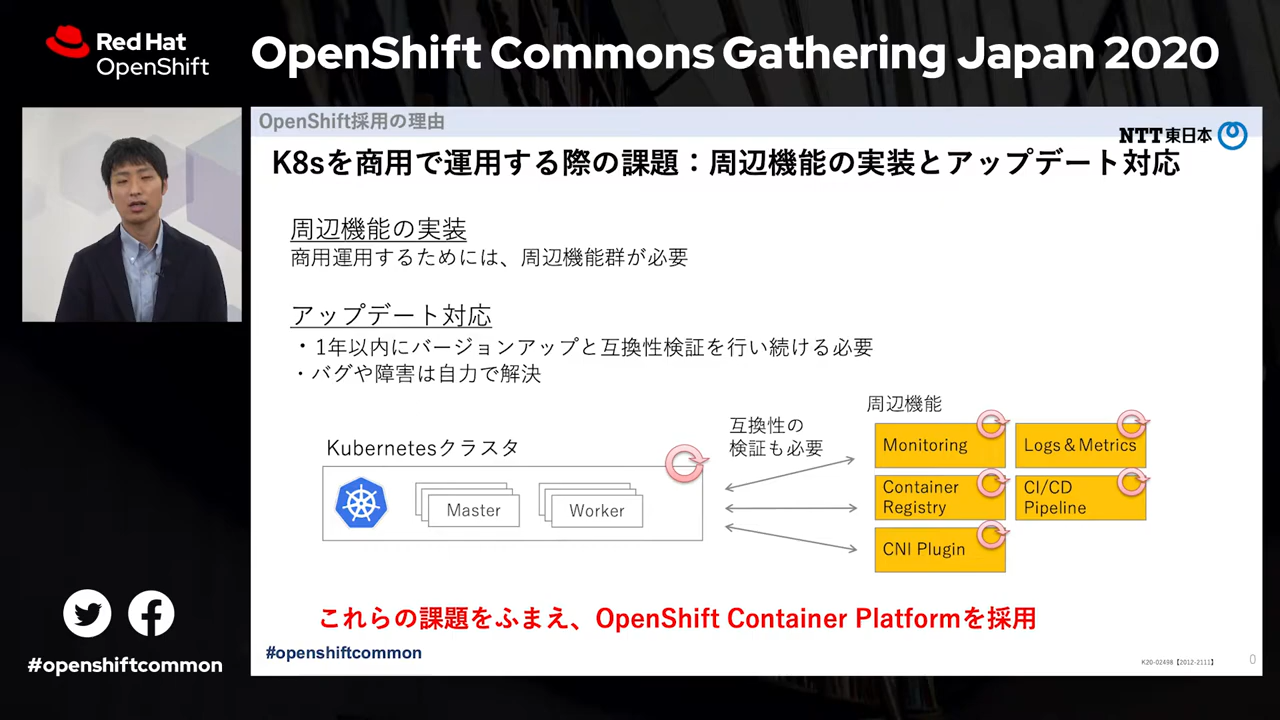 Red Hat
OpenShift
OpenShift Commons Gathering Japan 2020
OpenShift採用の理由
NTT東日本
K8sを商用で運用する際の課題：周辺機能の実装とアップデート対応
周辺機能の実装
商用運用するためには、周辺機能群が必要
アップデート対応
・1年以内にバージョンアップと互換性検証を行い続ける必要
・バグや障害は自力で解決
Kubernetesクラスタ
Master
Worker
互換性の
検証も必要
周辺機能
Monitoring
Logs＆Metrics
Container
Registry
CI/CD
Pipeline
CNI Plugin
これらの課題をふまえ、OpenShift Container Platformを採用
#openshiftcommon
K20-02498【2012-2111】
0
#openshiftcommon